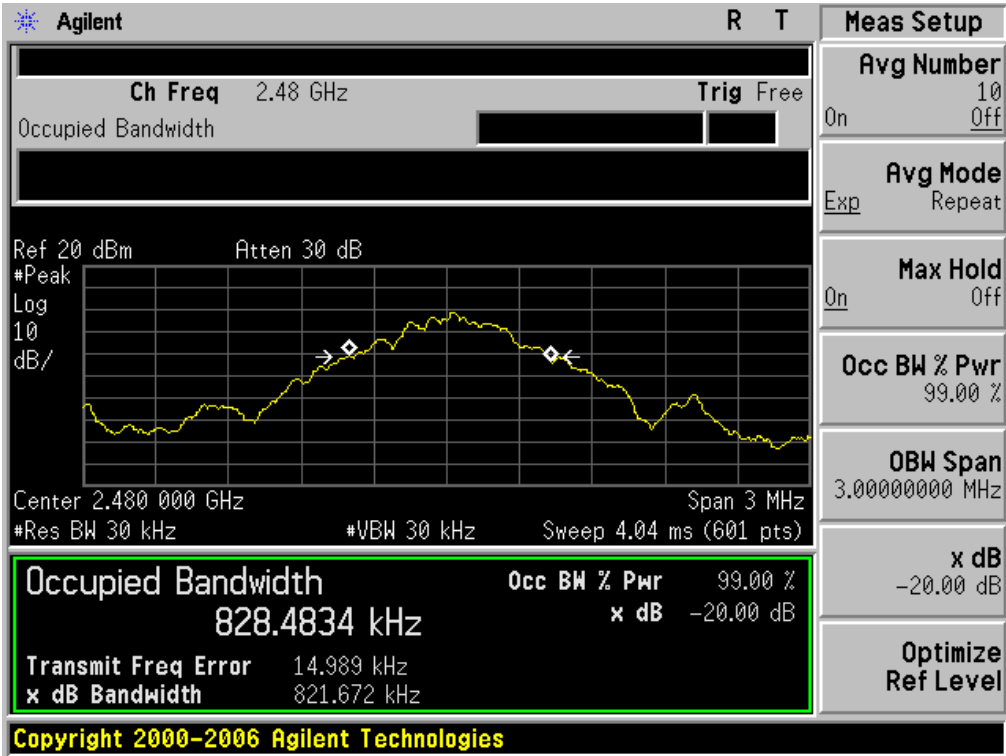 Agilent R T
Ch Freq 2.48 GHz Trig Free
Occupied Bandwidth
Ref 20 dBm Atten 30 dB
#Peak
Log
10
dB/
Center 2.480 000 GHz Span 3 MHz
#Res BW 30 kHz #VBW 30 kHz Sweep 4.04 ms (601 pts)
Occupied Bandwidth
828.4834 kHz
Occ BW % Pwr 99.00 %
x dB -20.00 dB
Transmit Freq Error 14.989 kHz
x dB Bandwidth 821.672 kHz
Copyright 2000-2006 Agilent Technologies
Meas Setup
Avg Number
10
On Off
Avg Mode
Exp Repeat
Max Hold
On Off
Occ BW % Pwr
99.00 %
OBW Span
3.00000000 MHz
x dB
-20.00 dB
Optimize
Ref Level